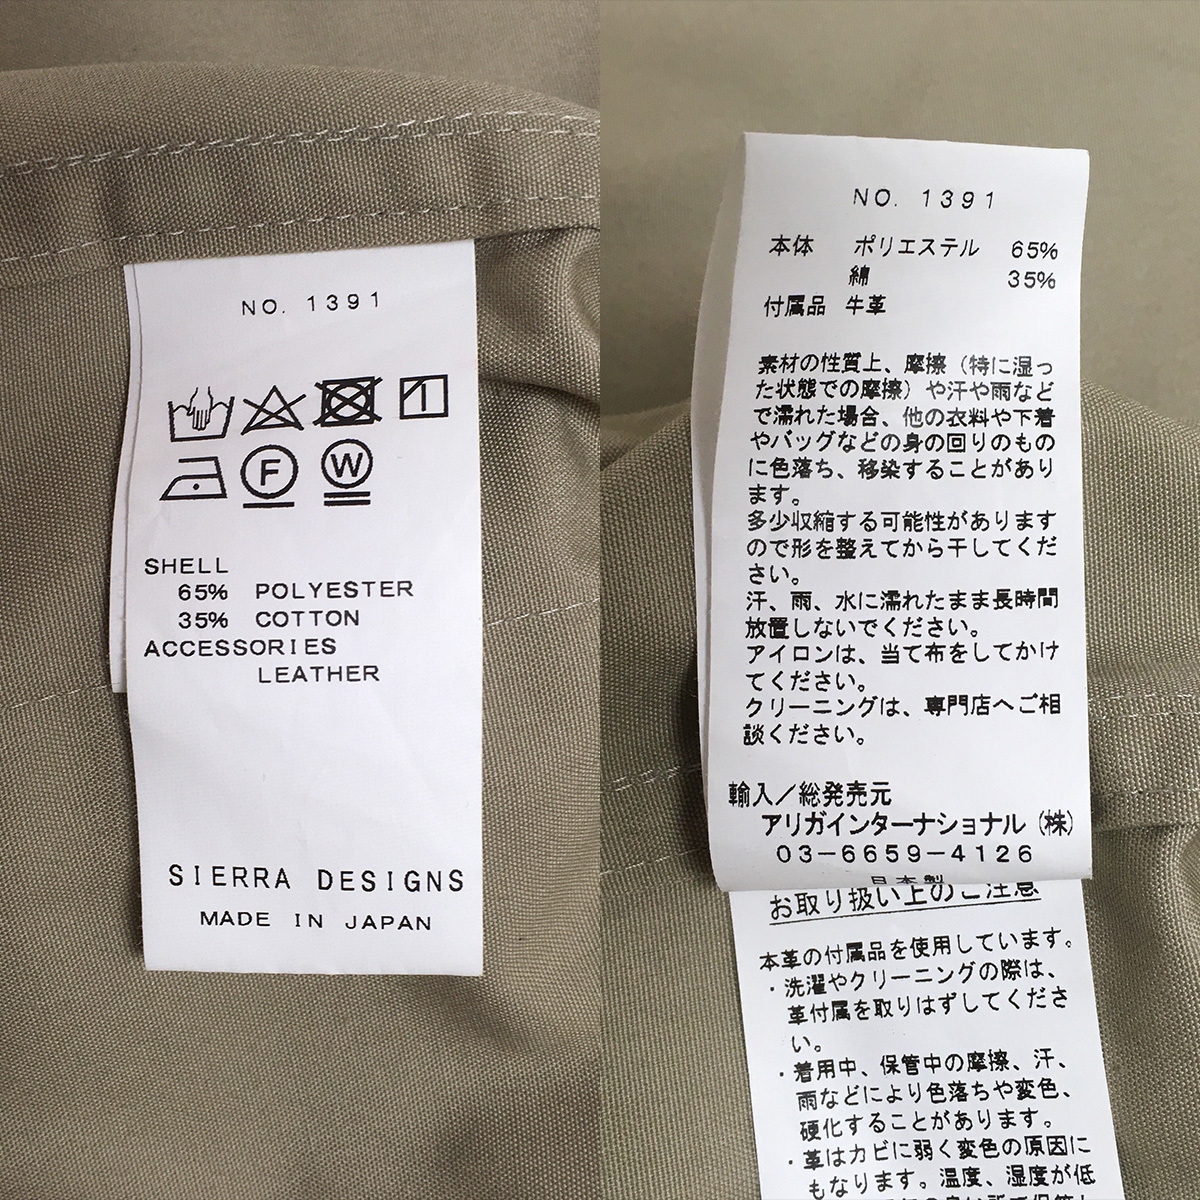 NO. 1391
F
W
SHELL
65% POLYESTER
35% COTTON
ACCESSORIES
LEATHER
SIERRA DESIGNS
MADE IN JAPAN
NO. 1391
本体 ポリエステル 65%
綿 35%
付属品 牛革
素材の性質上、摩擦（特に湿っ
た状態での摩擦）や汗や雨など
で濡れた場合、他の衣料や下着
やバッグなどの身の回りのもの
に色落ち、移染することがあり
ます。
多少収縮する可能性があります
ので形を整えてから干してくだ
さい。
汗、雨、水に濡れたまま長時間
放置しないでください。
アイロンは、当て布をしてかけ
てください。
クリーニングは、専門店へご相
談ください。
輸入／総発売元
アリガインターナショナル（株）
03-6659-4126
日本製
お取り扱い上のご注意
本革の付属品を使用しています。
・洗濯やクリーニングの際は、
革付属を取りはずしてくださ
い。
・着用中、保管中の摩擦、汗、
雨などにより色落ちや変色、
硬化することがあります。
・革はカビに弱く変色の原因に
もなります。温度、湿度が低